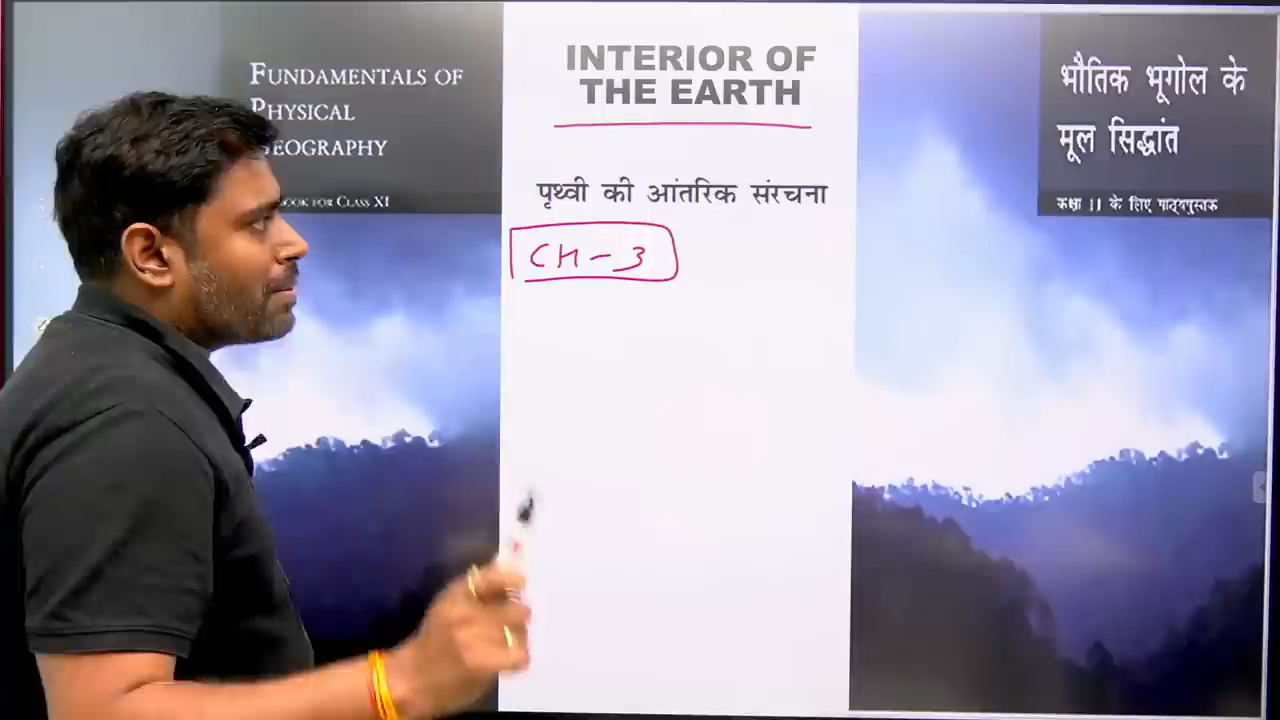 FUNDAMENTALS OF
PHYSICAL
GEOGRAPHY
BOOK FOR CLASS XI
INTERIOR OF
THE EARTH
पृथ्वी की आंतरिक संरचना
CH-3
भौतिक भूगोल के
मूल सिद्धांत
कक्षा 11 के लिए पाठ्यपुस्तक